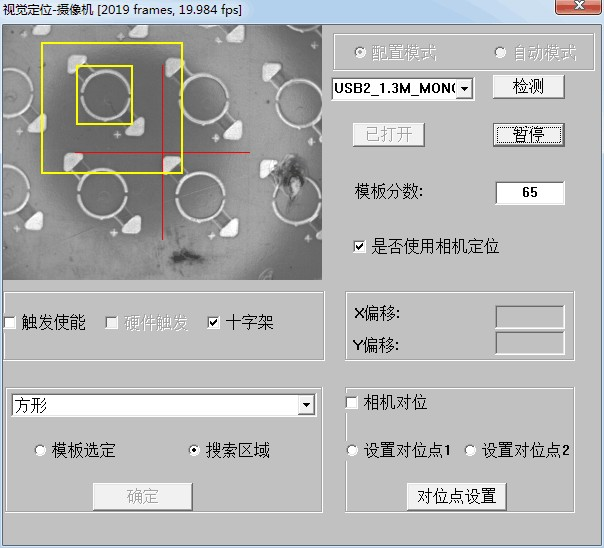 视觉定位-摄像机 [2019 frames, 19.984 fps]
配置模式 自动模式
USB2_1.3M_MONO 检测
已打开 暂停
模板分数: 65
是否使用相机定位
触发使能 硬件触发 十字架
X偏移:
Y偏移:
方形
模板选定 搜索区域
确定
相机对位
设置对位点1 设置对位点2
对位点设置